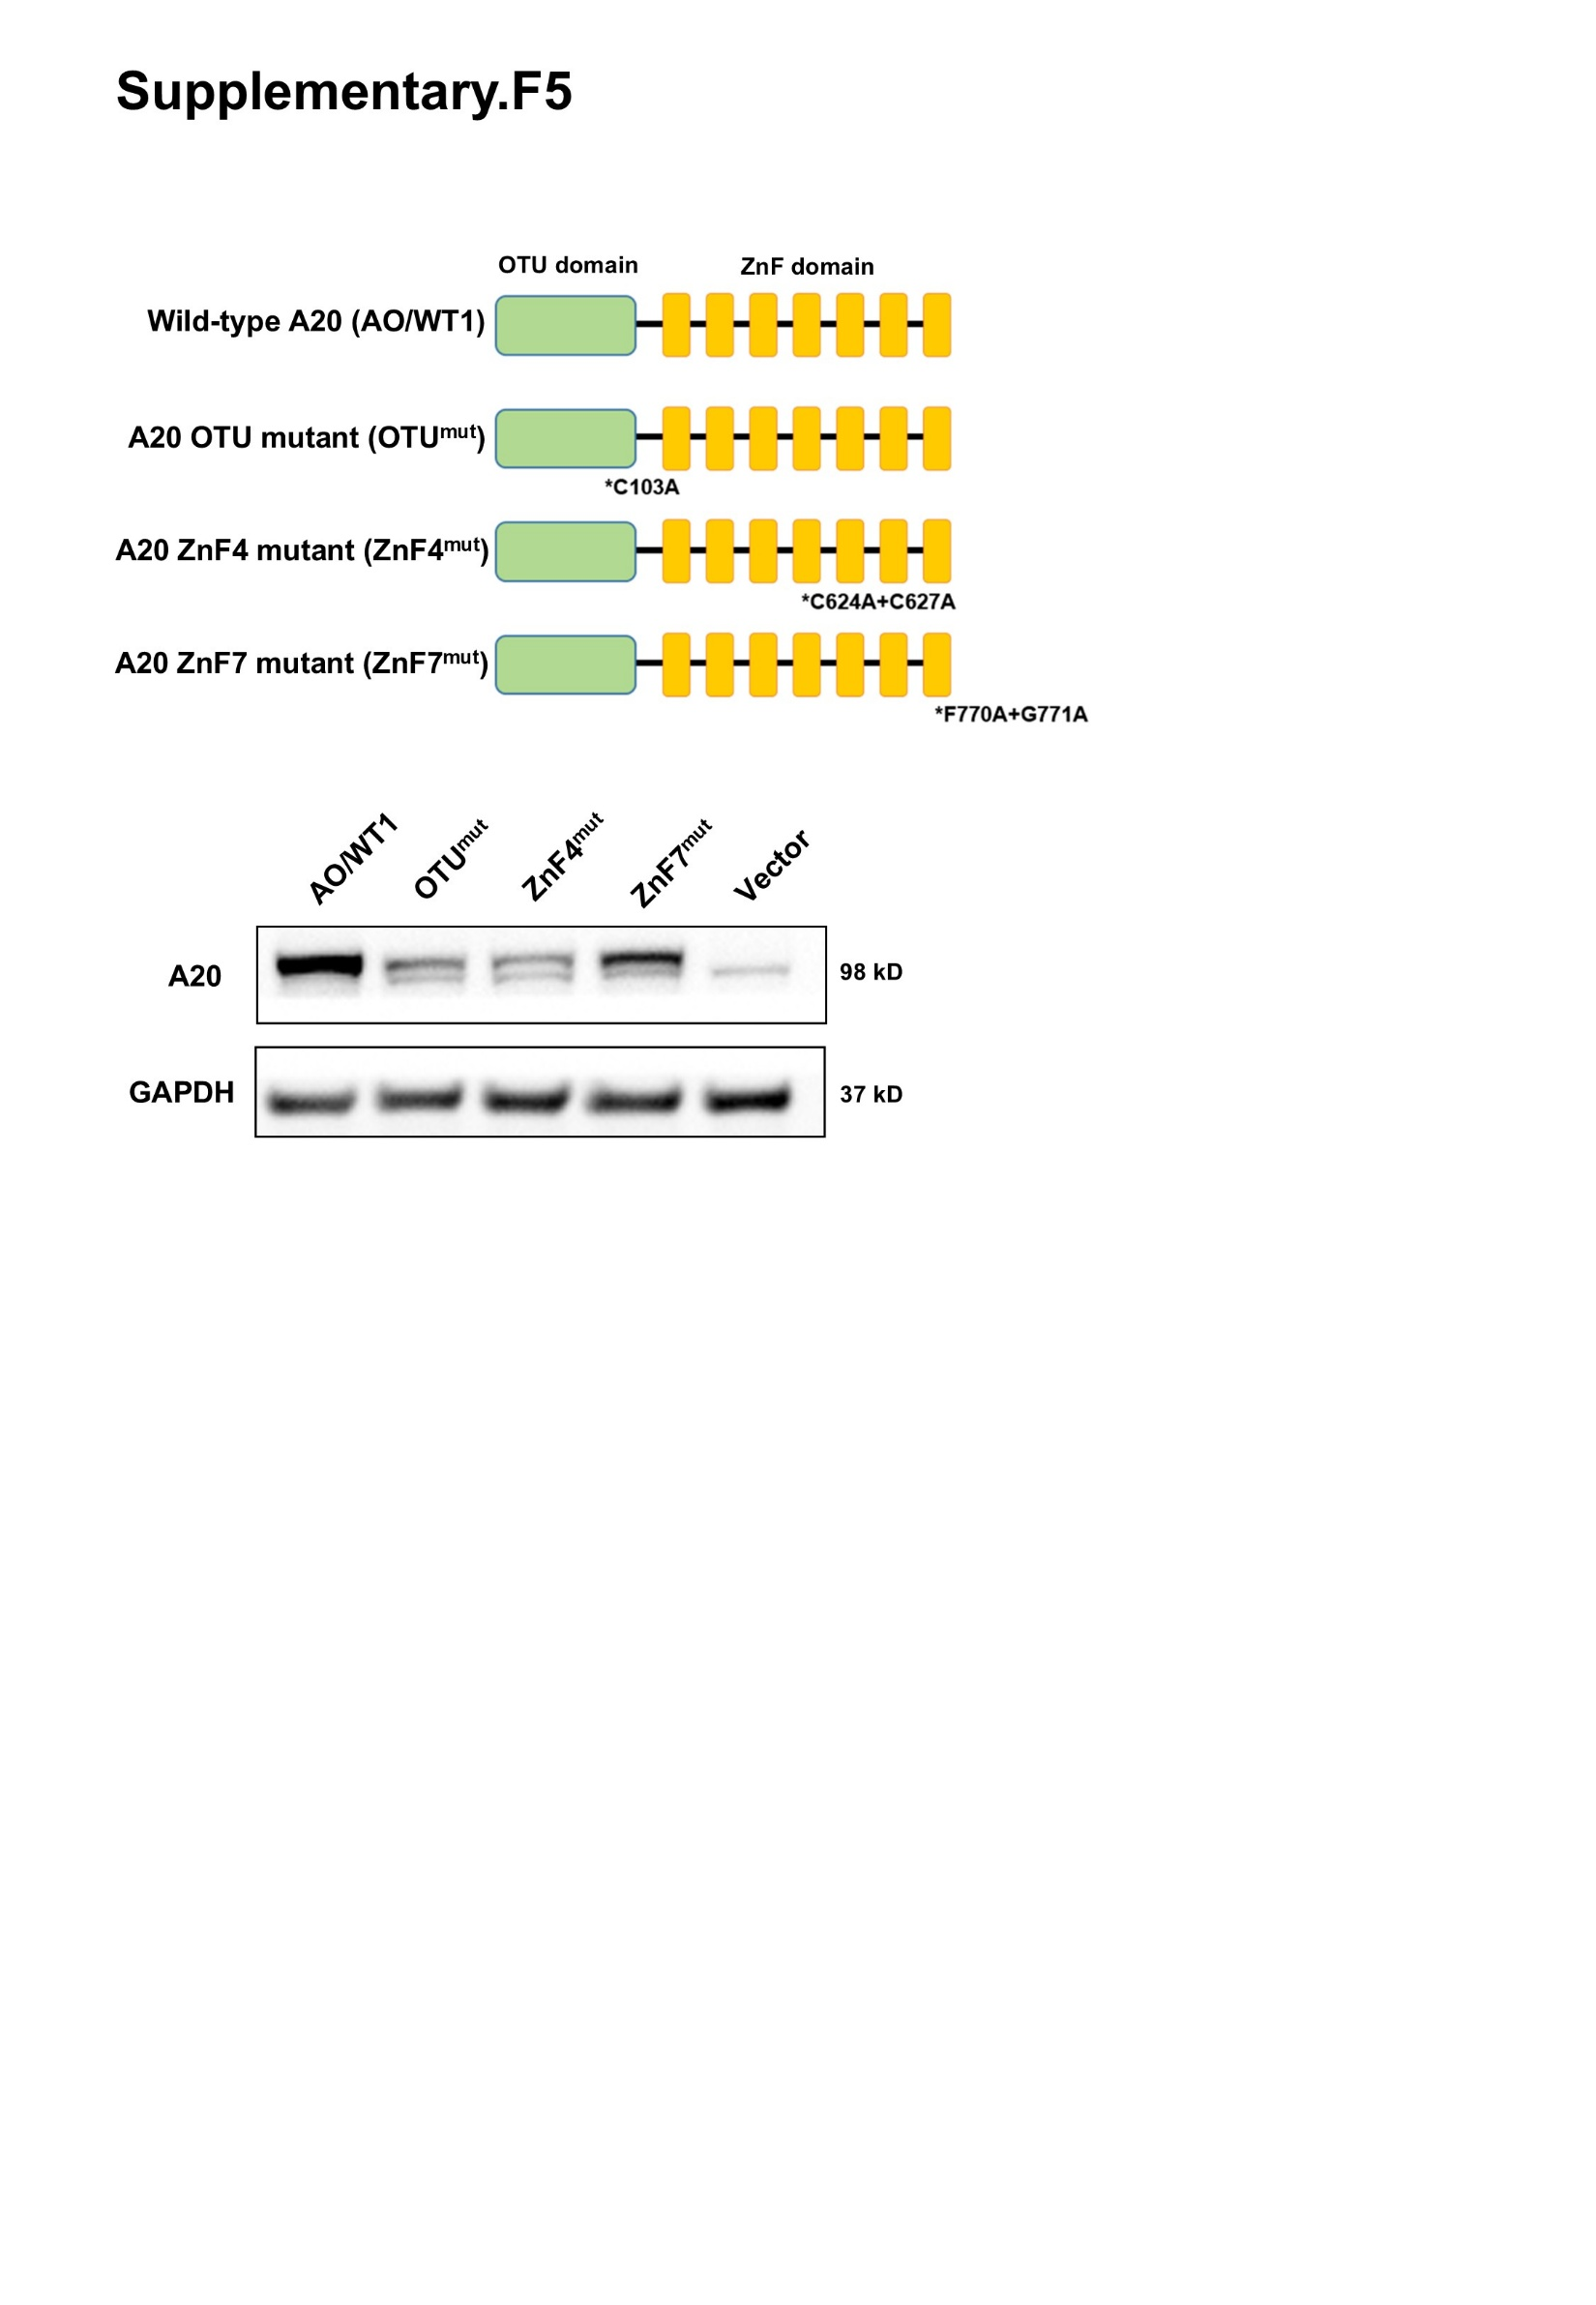 Supplementary.F5
OTU domain
ZnF domain
Wild-type A20 (AO/WT1)
A20 OTU mutant (OTUmut)
*C103A
A20 ZnF4 mutant (ZnF4mut)
*C624A+C627A
A20 ZnF7 mutant (ZnF7mut)
*F770A+G771A
AO/WT1
OTUmut
ZnF4mut
ZnF7mut
Vector
A20
98 kD
GAPDH
37 kD